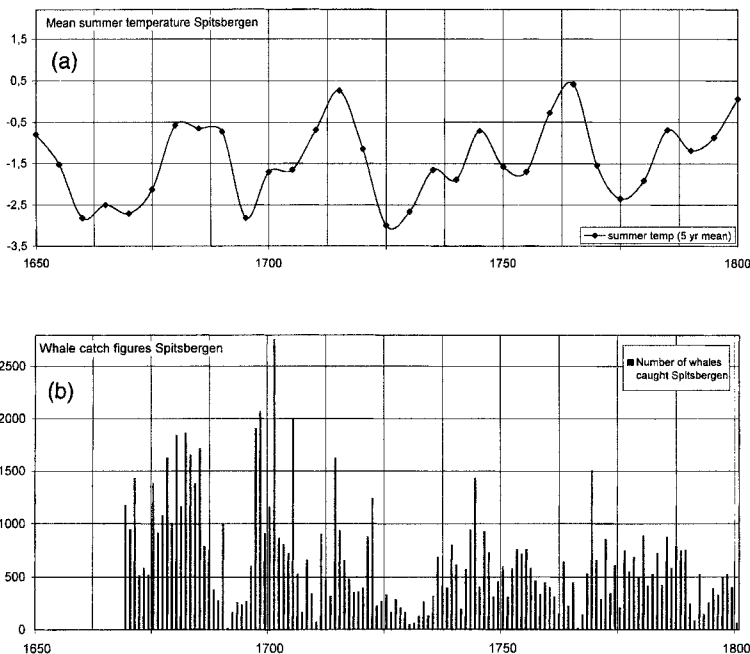 Mean summer temperature Spitsbergen
(a)
1,5
0,5
-0,5
-1,5
-2,5
-3,5
summer temp (5 yr mean)
1650
1700
1750
1800
Whale catch figures Spitsbergen
(b)
Number of whales
caught Spitsbergen
2500
2000
1500
1000
500
0
1650
1700
1750
1800